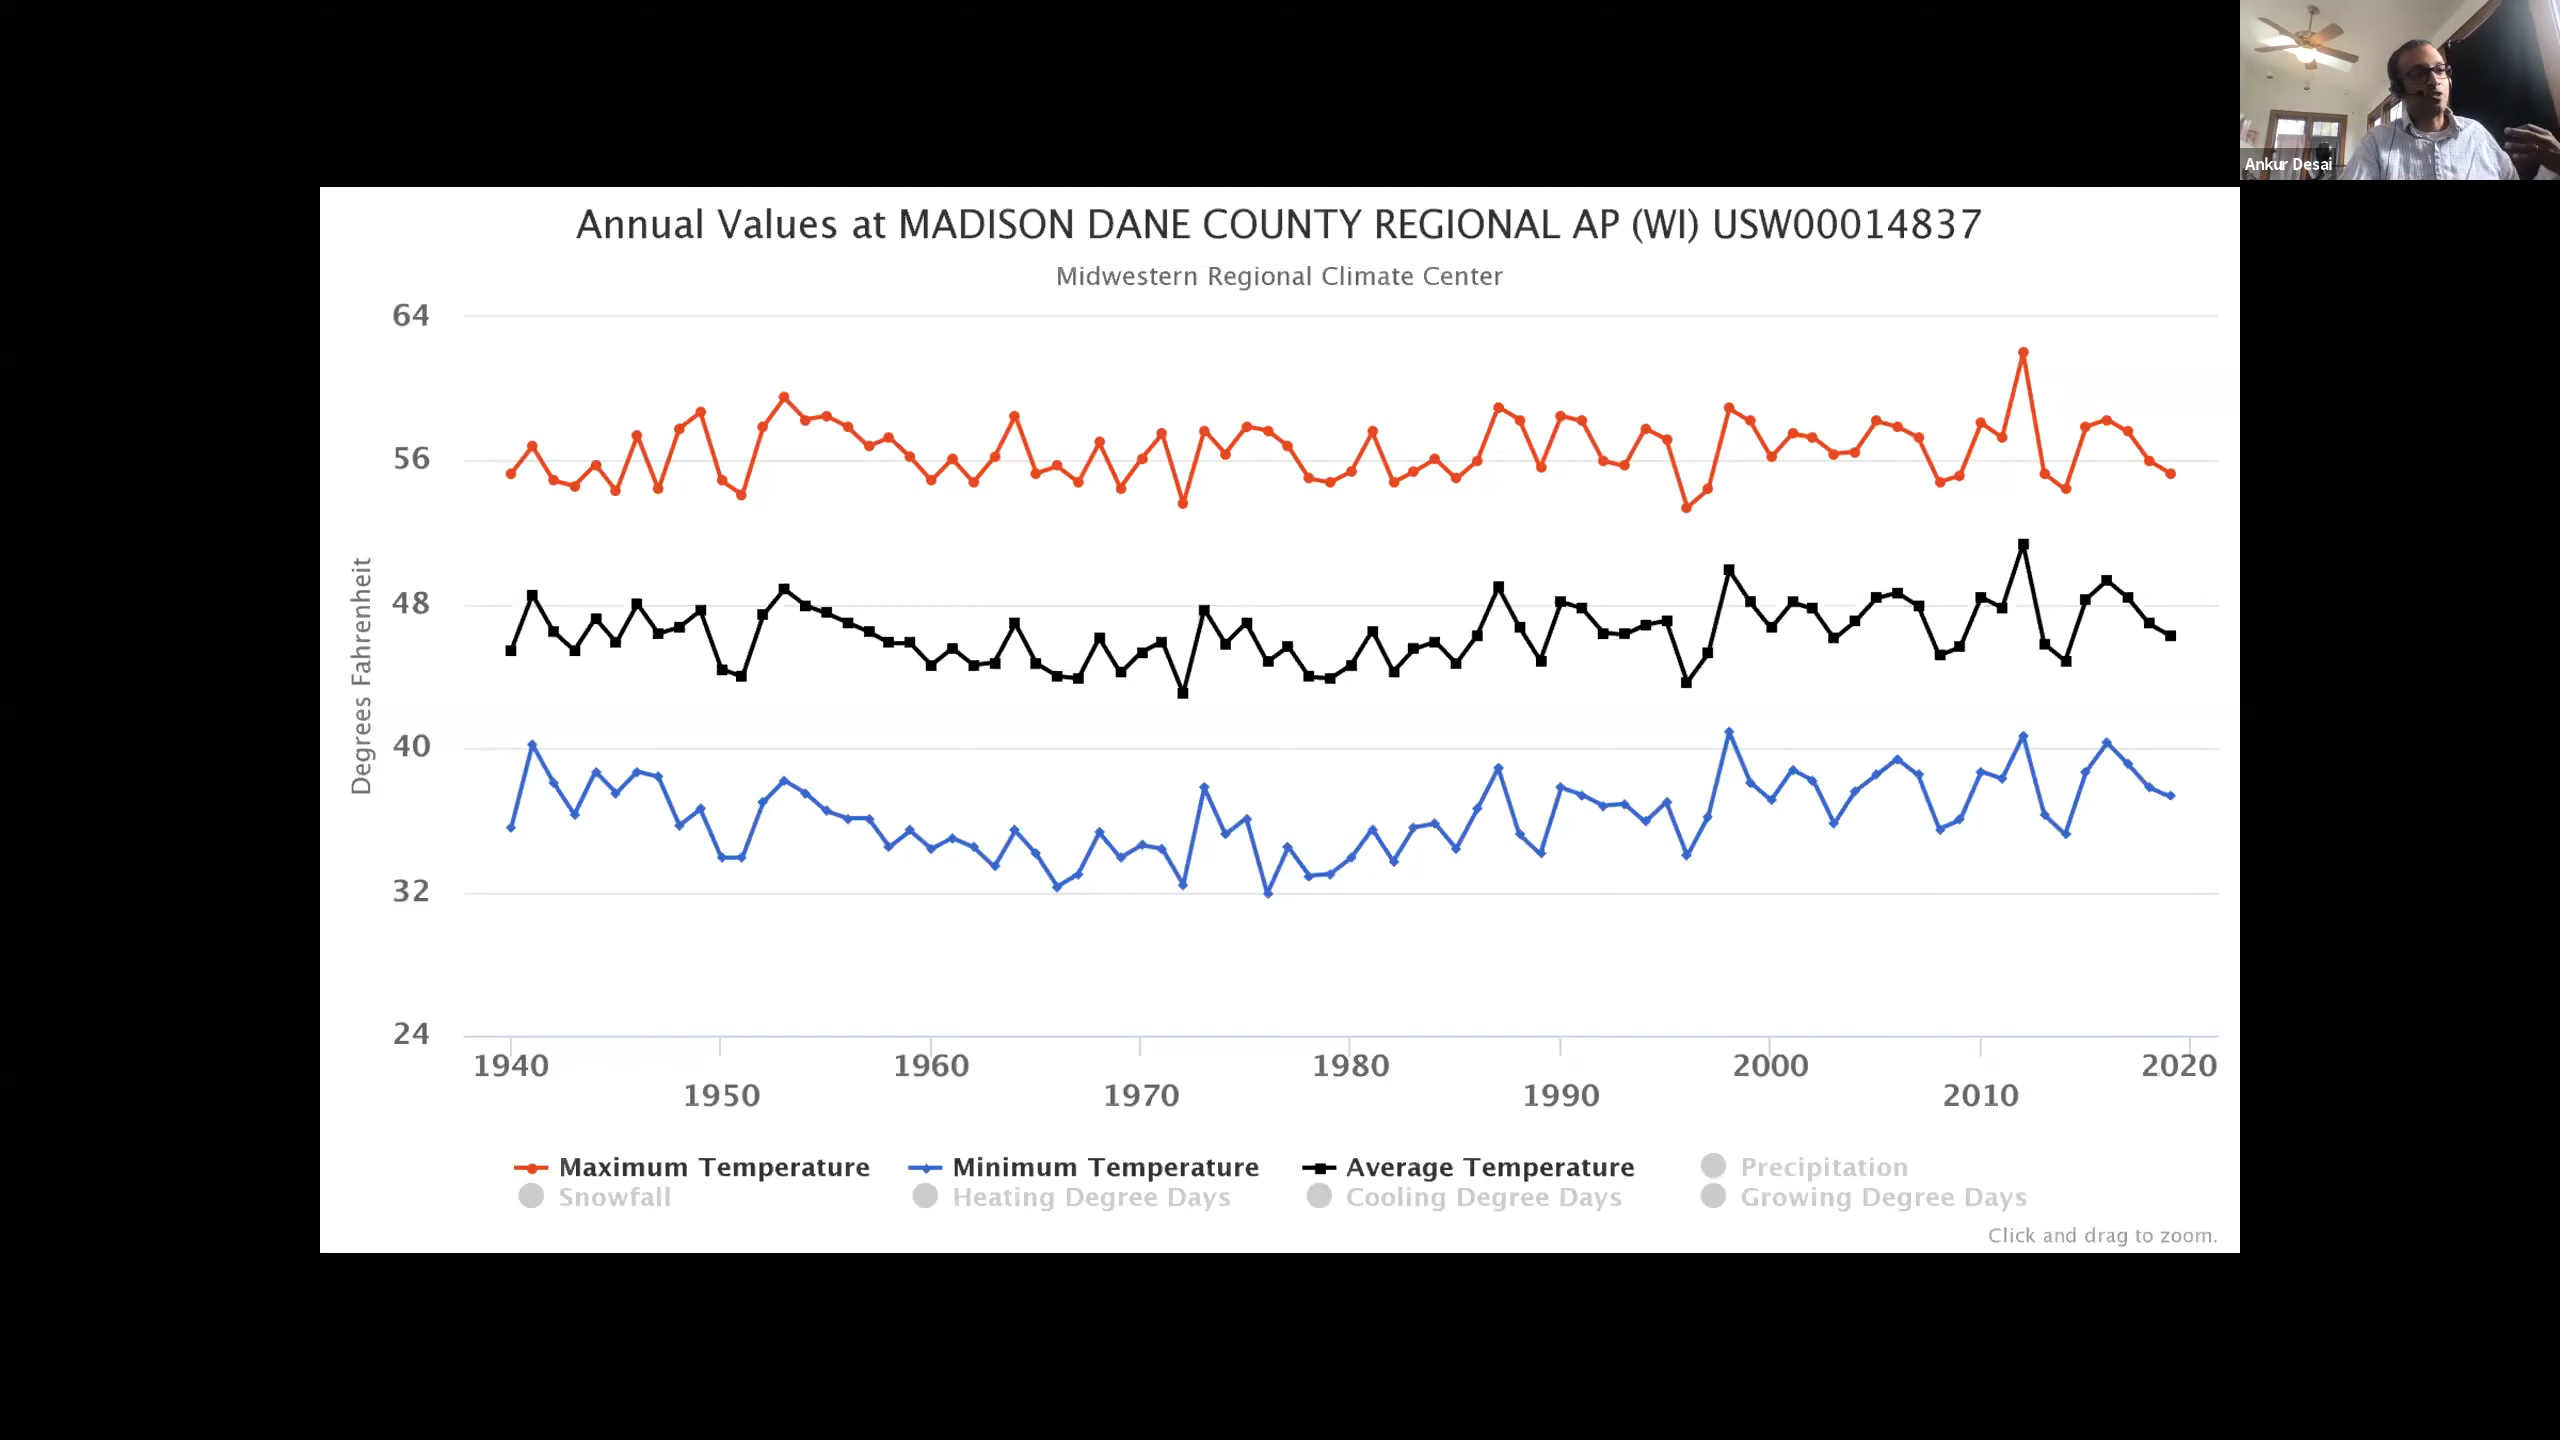 Ankur Desai
Annual Values at MADISON DANE COUNTY REGIONAL AP (WI) USW00014837
Midwestern Regional Climate Center
Degrees Fahrenheit
64
56
48
40
32
24
1940
1950
1960
1970
1980
1990
2000
2010
2020
Maximum Temperature
Minimum Temperature
Average Temperature
Precipitation
Snowfall
Heating Degree Days
Cooling Degree Days
Growing Degree Days
Click and drag to zoom.